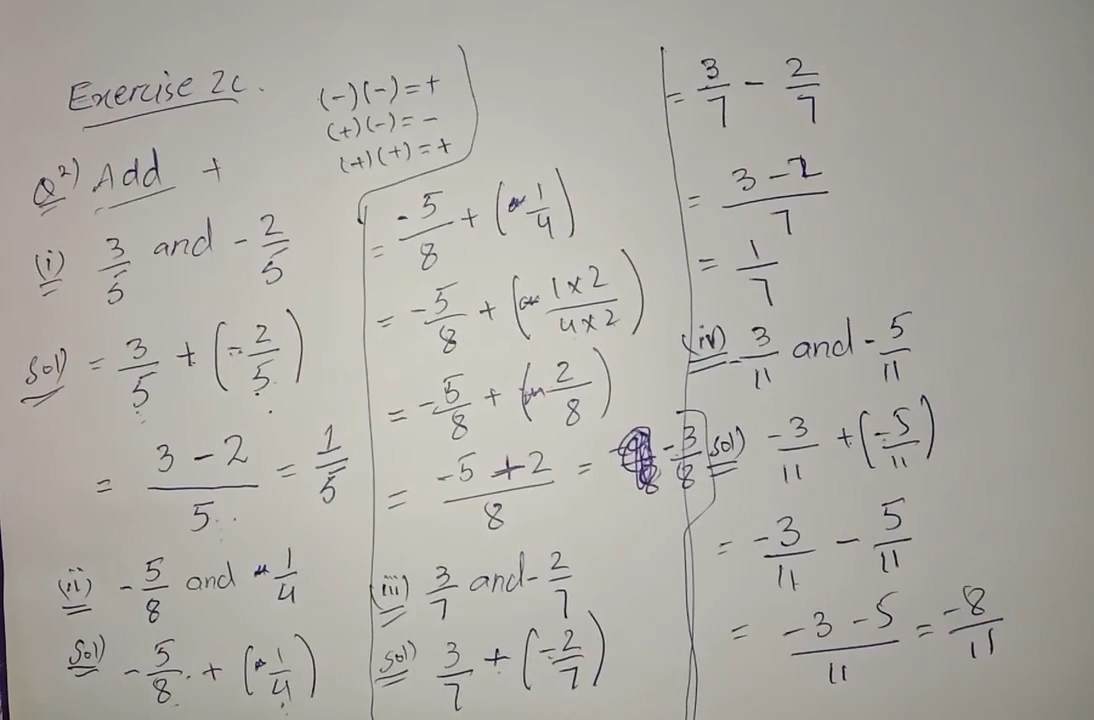 Exercise 2c.
(-)(-)=+
(+)(-)=-
(+)(+)=+
Q2) Add +
(i) 3/5 and -2/5
Sol) = 3/5 + (-2/5)
= (3-2)/5 = 1/5
(ii) -5/8 and 1/4
Sol) -5/8 + (1/4)
= -5/8 + (1/4)
= -5/8 + ((1×2)/(4×2))
= -5/8 + (2/8)
= (-5+2)/8 = -3/8
(iii) 3/7 and -2/7
Sol) 3/7 + (-2/7)
= 3/7 - 2/7
= (3-2)/7
= 1/7
(iv) -3/11 and -5/11
Sol) -3/11 + (-5/11)
= -3/11 - 5/11
= (-3-5)/11 = -8/11